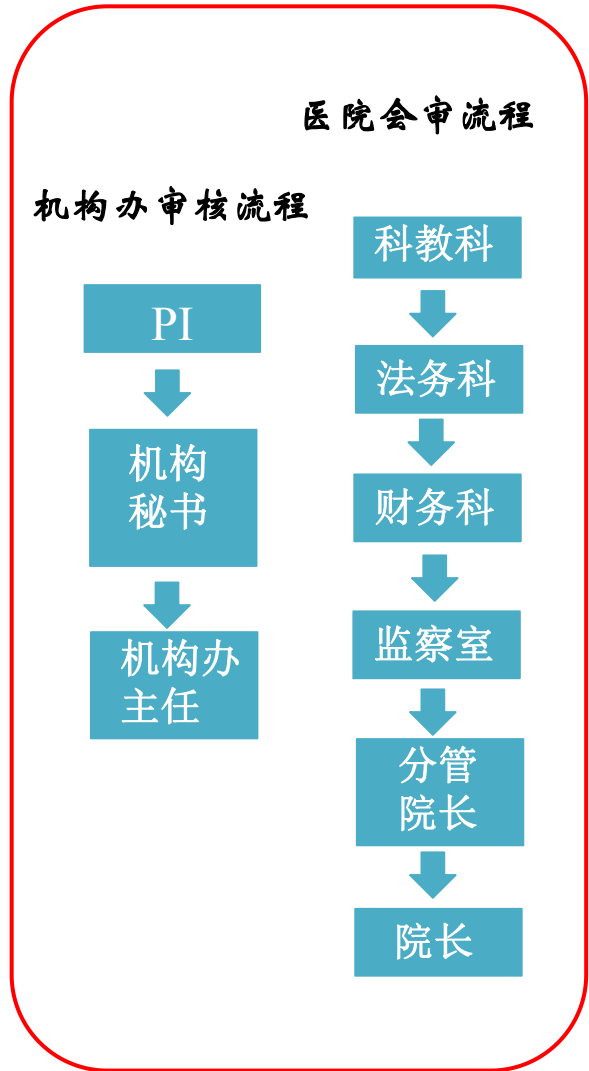 医院会审流程
机构办审核流程
PI
机构
秘书
机构办
主任
科教科
法务科
财务科
监察室
分管
院长
院长